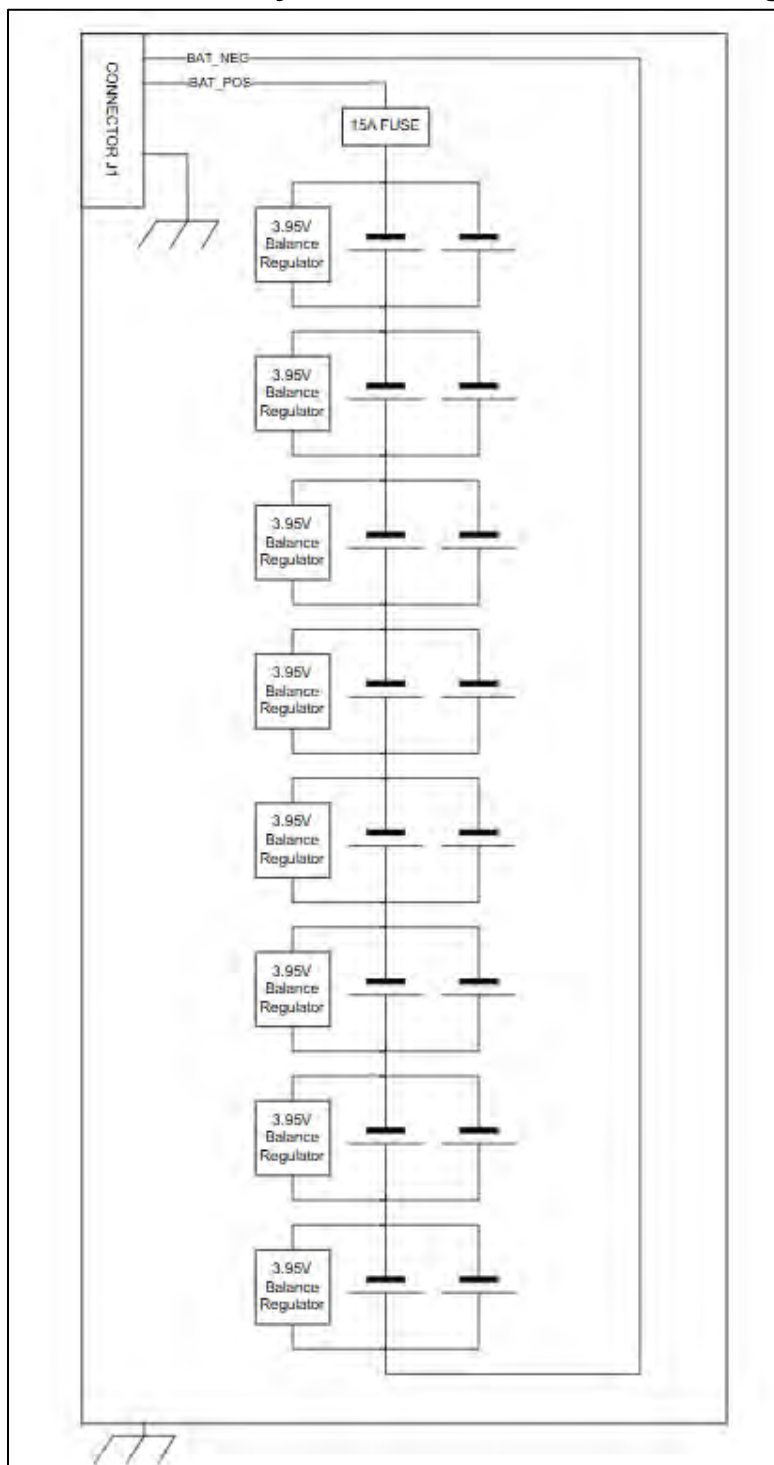 BAT_NEG
BAT_POS
CONNECTOR J1
15A FUSE
3.95V
Balance
Regulator
3.95V
Balance
Regulator
3.95V
Balance
Regulator
3.95V
Balance
Regulator
3.95V
Balance
Regulator
3.95V
Balance
Regulator
3.95V
Balance
Regulator
3.95V
Balance
Regulator